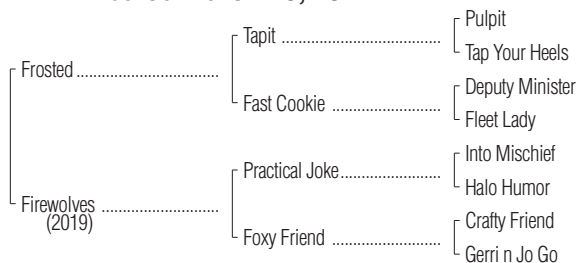 Pulpit
Tapit
Tap Your Heels
Frosted
Deputy Minister
Fast Cookie
Fleet Lady
Into Mischief
Practical Joke
Halo Humor
Firewolves
(2019)
Crafty Friend
Foxy Friend
Gerri n Jo Go